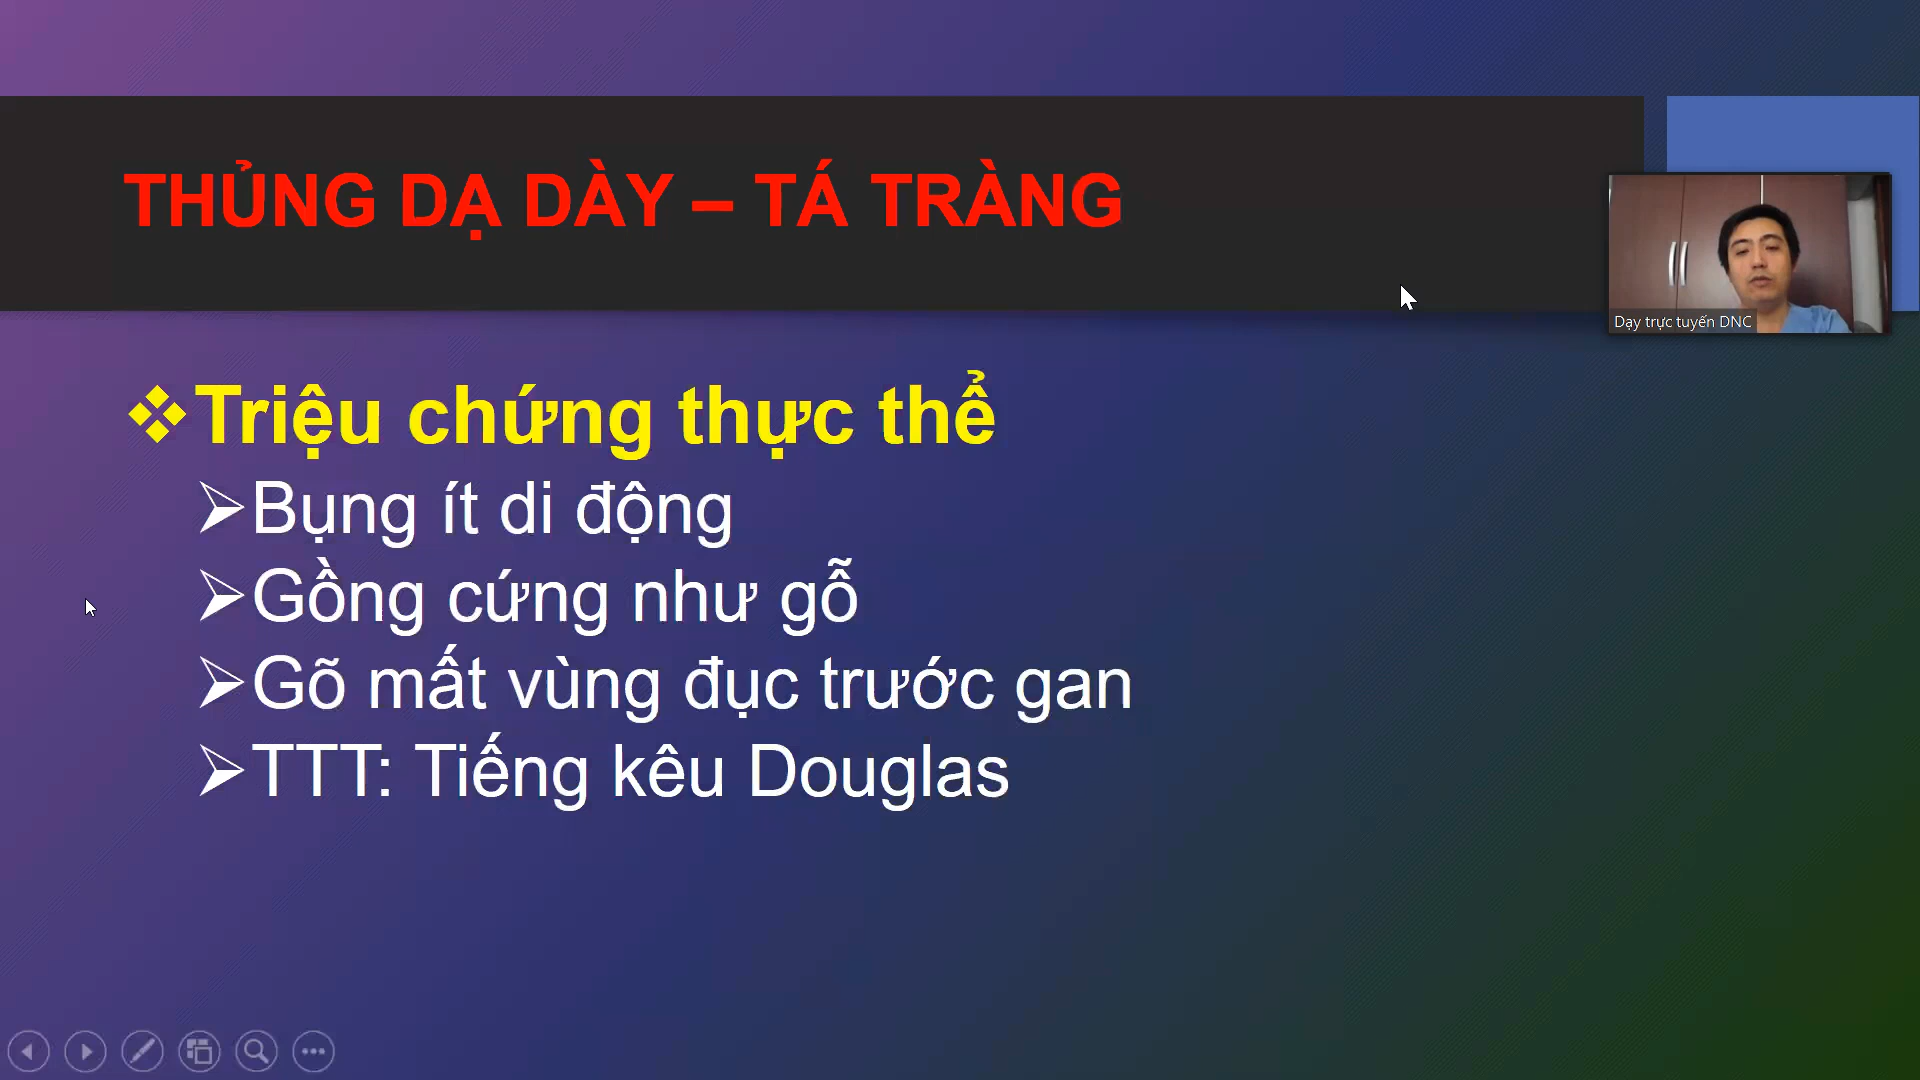 THỦNG DẠ DÀY – TÁ TRÀNG
Dạy trực tuyến DNC
Triệu chứng thực thể
Bụng ít di động
Gồng cứng như gỗ
Gõ mất vùng đục trước gan
TTT: Tiếng kêu Douglas